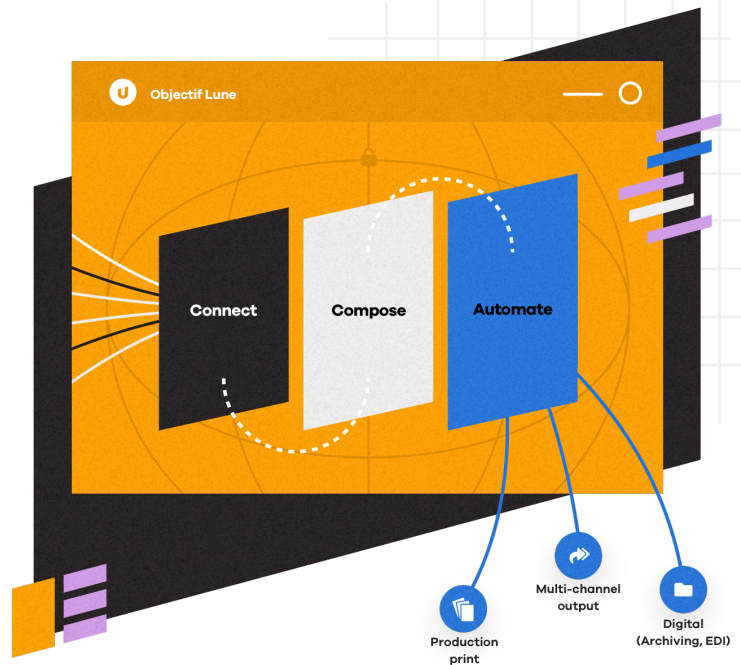 Objectif Lune
Connect
Compose
Automate
Multi-channel
output
Digital
(Archiving, EDI)
Production
print